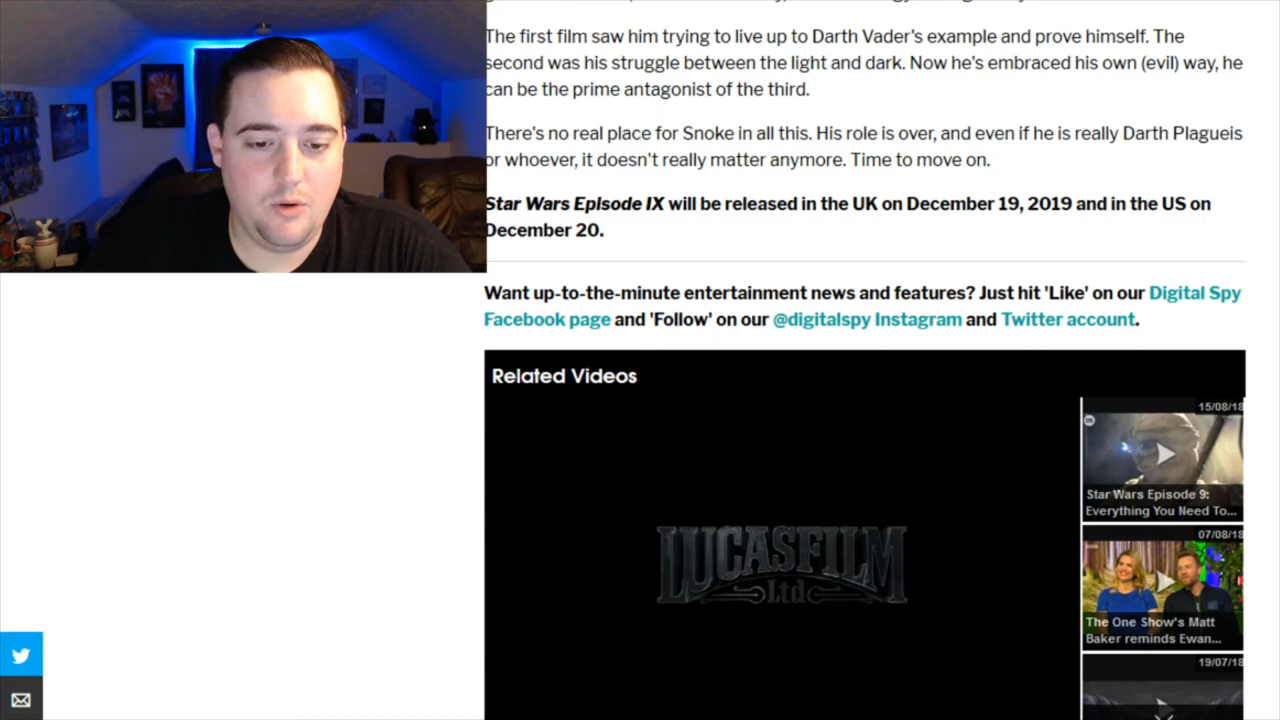 The first film saw him trying to live up to Darth Vader's example and prove himself. The
second was his struggle between the light and dark. Now he's embraced his own (evil) way, he
can be the prime antagonist of the third.
There's no real place for Snoke in all this. His role is over, and even if he is really Darth Plagueis
or whoever, it doesn't really matter anymore. Time to move on.
Star Wars Episode IX will be released in the UK on December 19, 2019 and in the US on
December 20.
Want up-to-the-minute entertainment news and features? Just hit 'Like' on our Digital Spy
Facebook page and 'Follow' on our @digitalspy Instagram and Twitter account.
Related Videos
15/08/18
Star Wars Episode 9:
Everything You Need To...
LUCASFILM
Ltd
07/08/18
The One Show's Matt
Baker reminds Ewan...
19/07/18